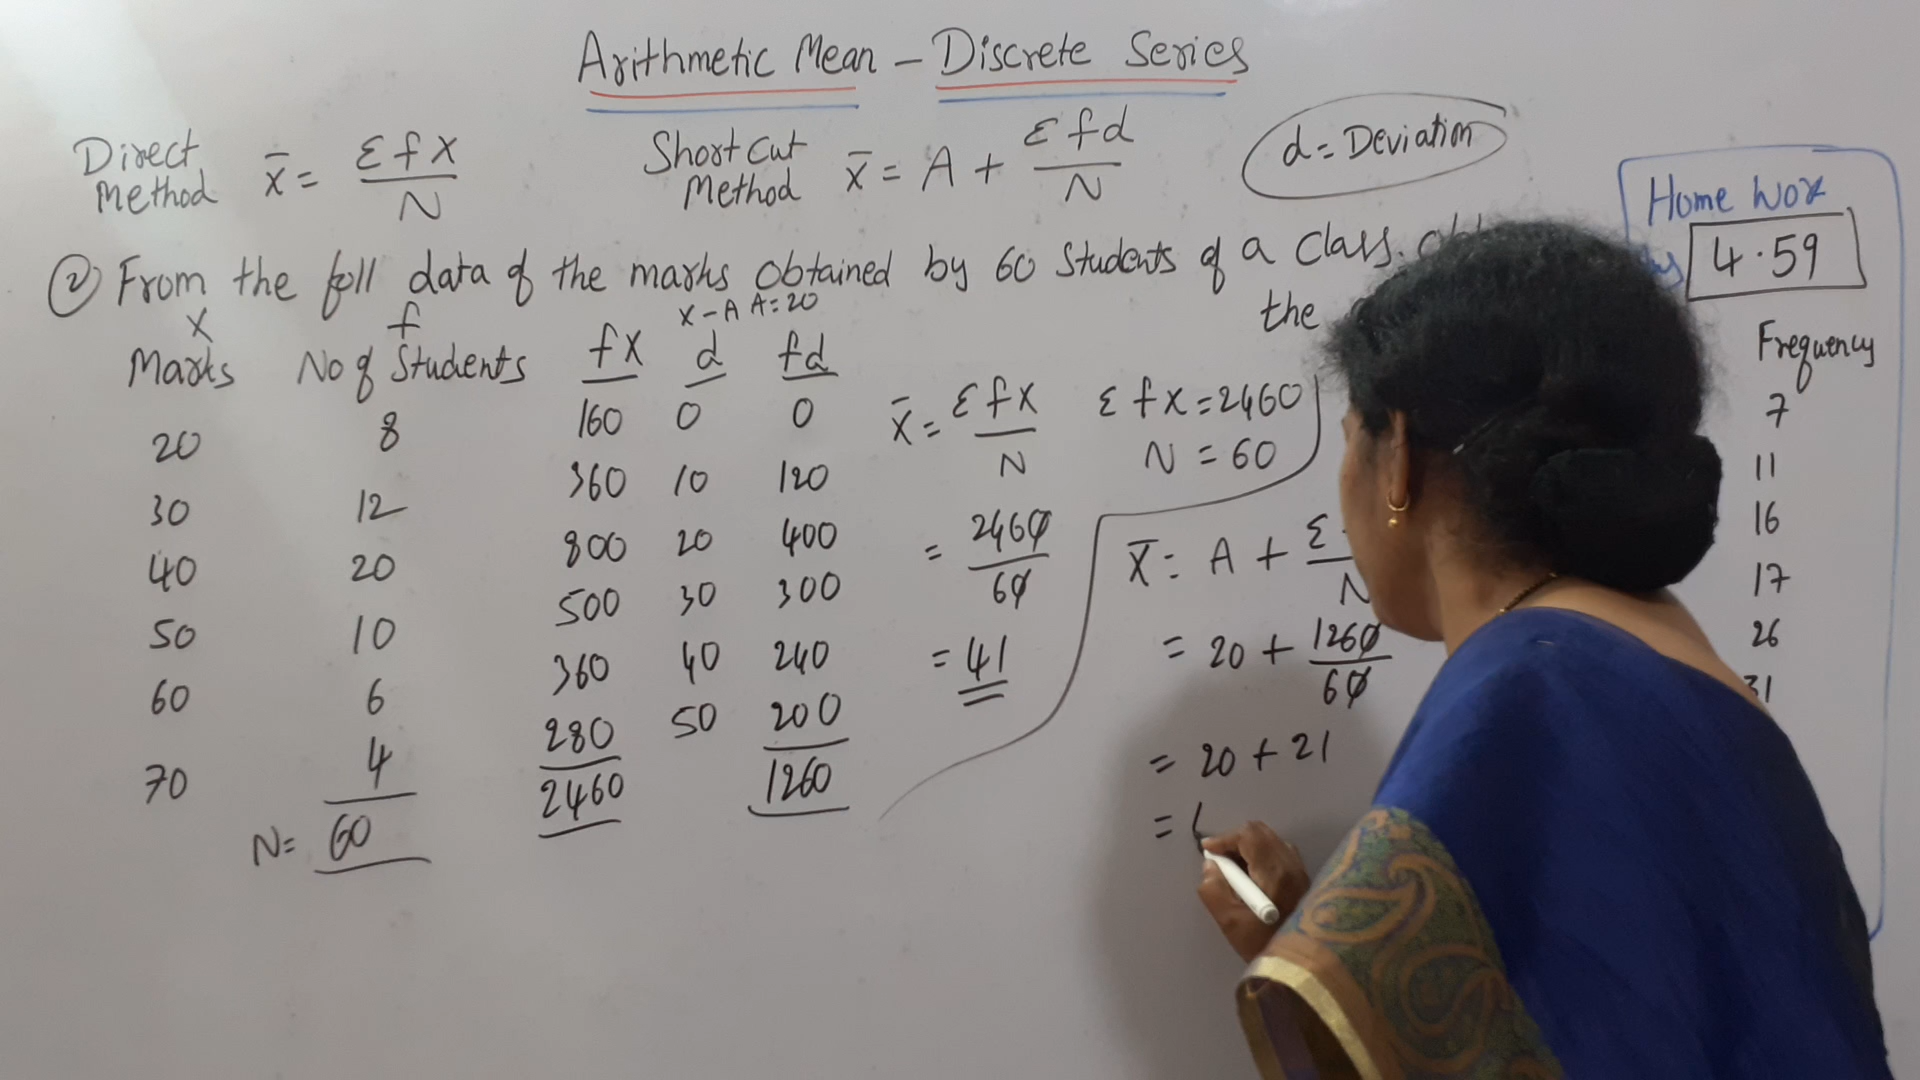 Arithmetic Mean - Discrete Series
Direct Method x̄ = Σfx / N
Short Cut Method x̄ = A + Σfd / N
d = Deviation
② From the foll data of the marks obtained by 60 Students of a Class.
the
X f x-A A=20
Marks No of Students fx d fd
20 8 160 0 0
30 12 360 10 120
40 20 800 20 400
50 10 500 30 300
60 6 360 40 240
70 4 280 50 200
N= 60 2460 1260
x̄ = Σfx / N
Σfx = 2460
N = 60
= 2460 / 60
= 41
x̄ = A + Σ / N
= 20 + 1260 / 60
= 20 + 21
=
Home Wor
4.59
Frequency
7
11
16
17
26
31